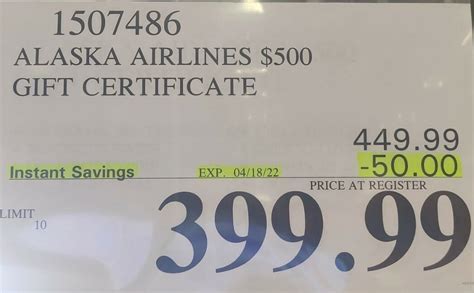 1507486
ALASKA AIRLINES $500
GIFT CERTIFICATE
449.99
Instant Savings EXP. 04/18/22 -50.00
PRICE AT REGISTER
LIMIT
10
399.99